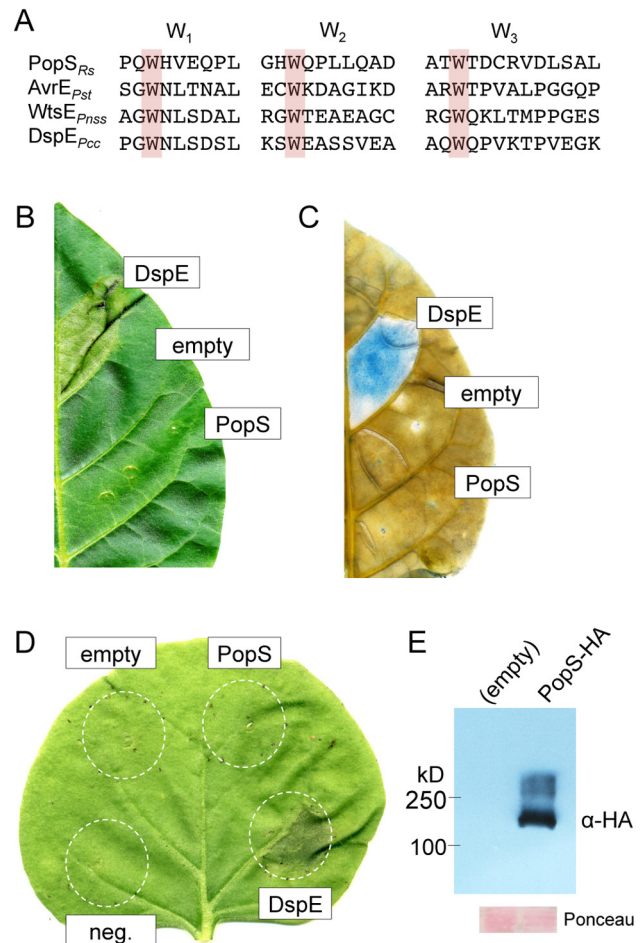 A
W1 W2 W3
PopSRs PQWHVEQPL GHWQPLLQAD ATWTDCRVDLSAL
AvrEPst SGWNLTNAL ECWKDAGIKD ARWTPVALPGGQP
WtsEPnss AGWNLSDAL RGWTEAEAGC RGWQKLTMPPGES
DspEPcc PGWNLSDSL KSWEASSVEA AQWQPVKTPVEGK
B
DspE
empty
PopS
C
DspE
empty
PopS
D
empty
PopS
neg.
DspE
E
(empty)
PopS-HA
kD
250
100
α-HA
Ponceau